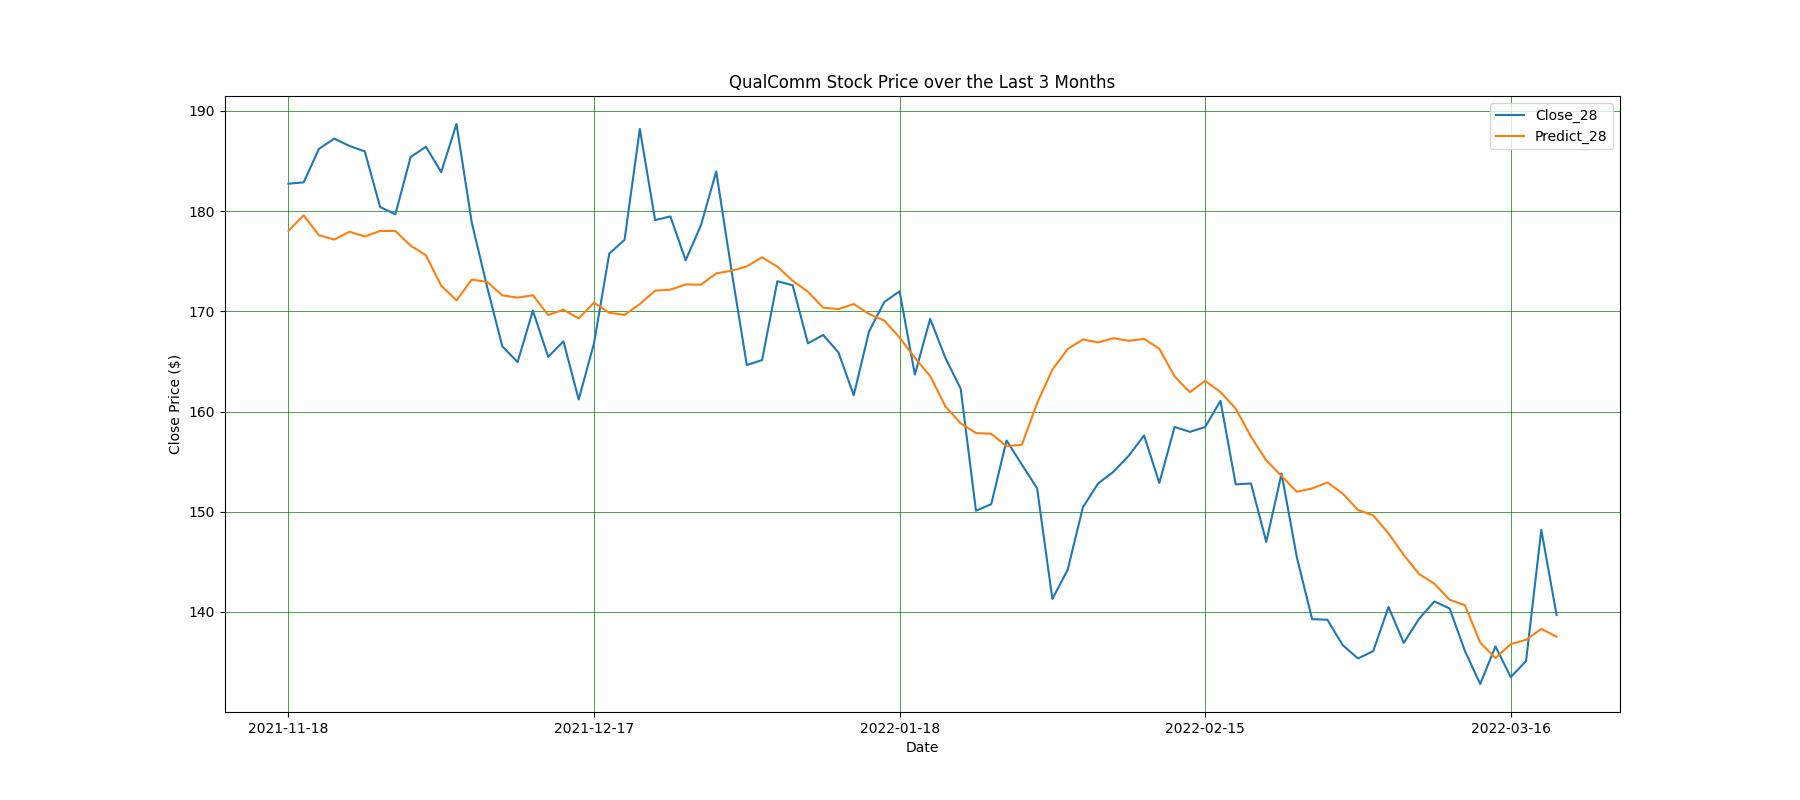 QualComm Stock Price over the Last 3 Months
Close_28
Predict_28
190
180
170
160
150
140
Close Price ($)
2021-11-18
2021-12-17
2022-01-18
2022-02-15
2022-03-16
Date